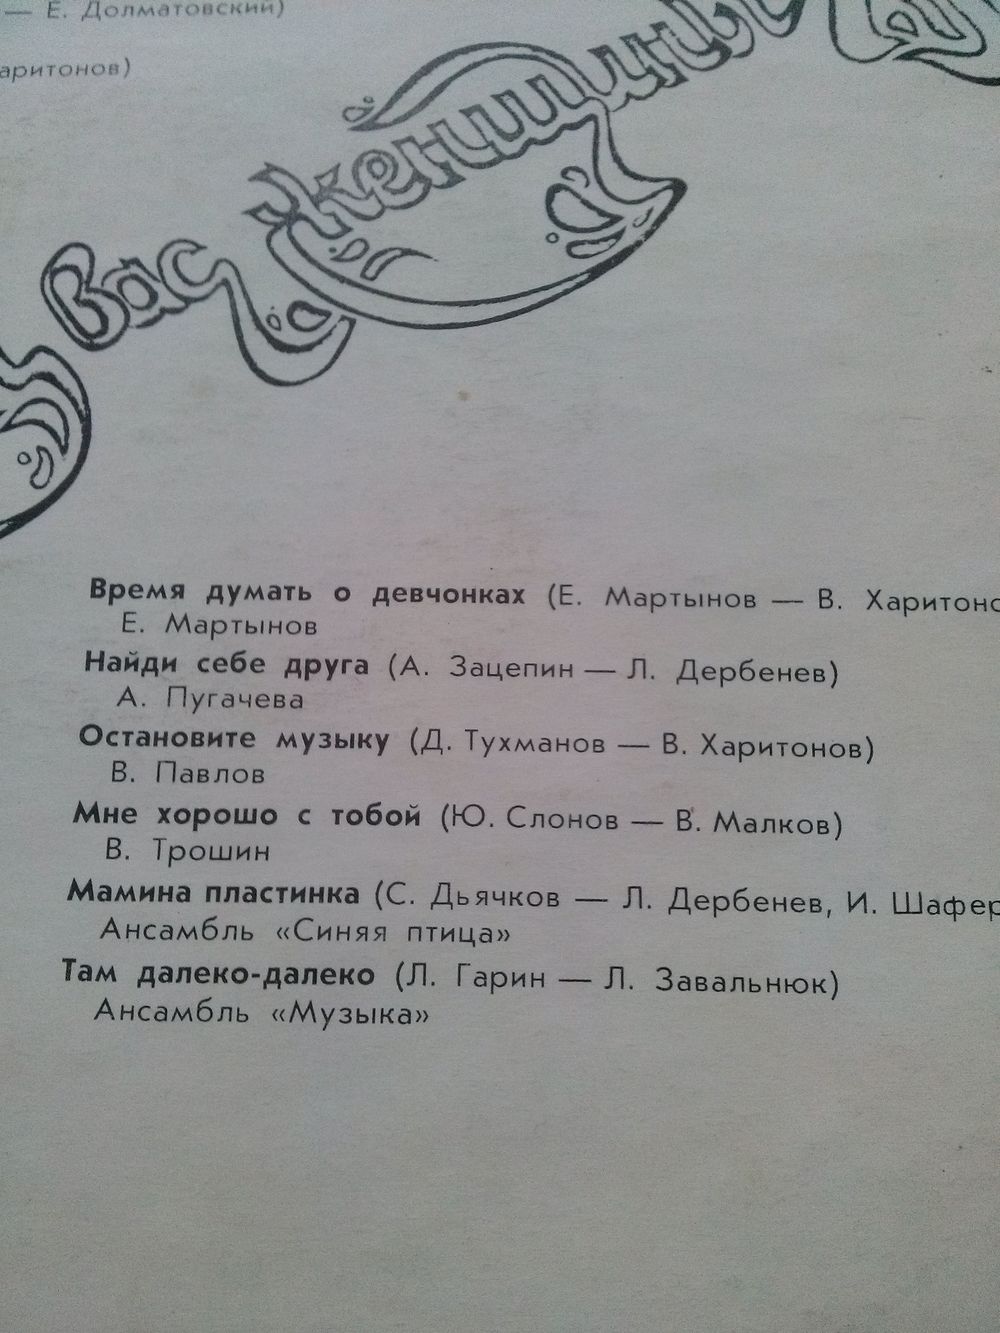 — Е. Долматовский)
аритонов)
вас женщины
Время думать о девчонках (Е. Мартынов — В. Харитоно
Е. Мартынов
Найди себе друга (А. Зацепин — Л. Дербенев)
А. Пугачева
Остановите музыку (Д. Тухманов — В. Харитонов)
В. Павлов
Мне хорошо с тобой (Ю. Слонов — В. Малков)
В. Трошин
Мамина пластинка (С. Дьячков — Л. Дербенев, И. Шафер
Ансамбль «Синяя птица»
Там далеко-далеко (Л. Гарин — Л. Завальнюк)
Ансамбль «Музыка»